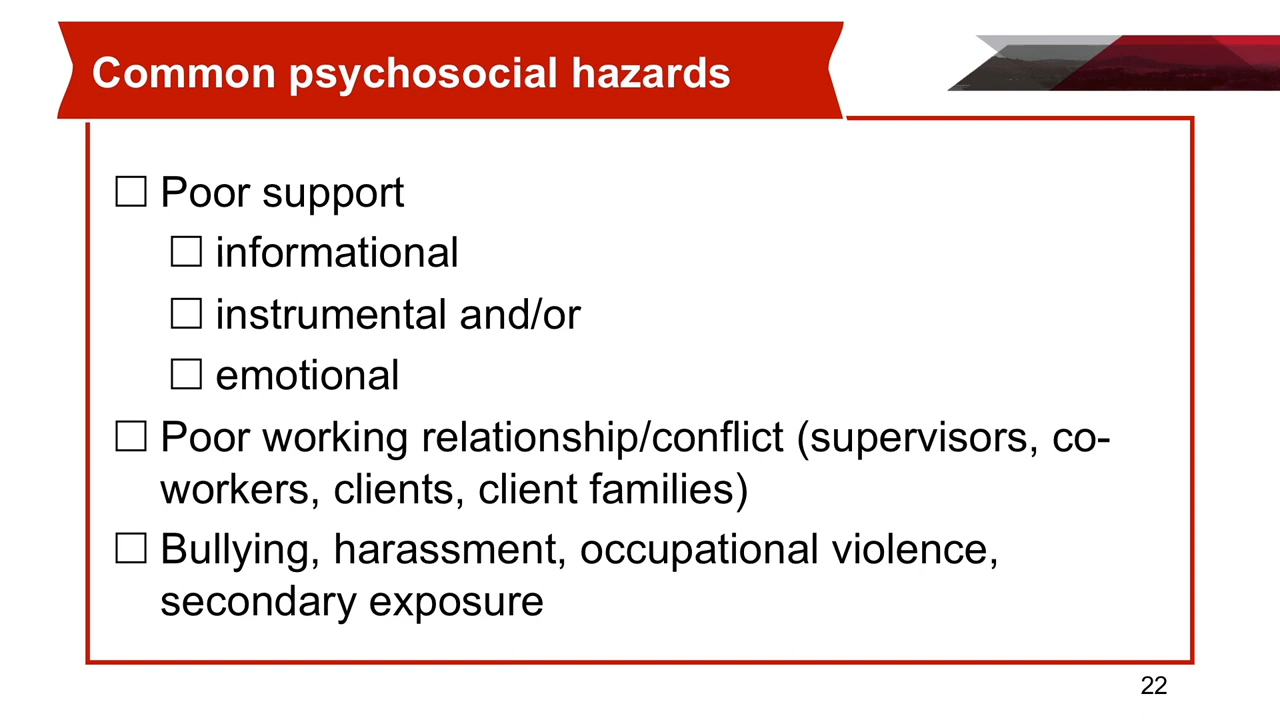 Common psychosocial hazards
☐ Poor support
☐ informational
☐ instrumental and/or
☐ emotional
☐ Poor working relationship/conflict (supervisors, co-
workers, clients, client families)
☐ Bullying, harassment, occupational violence,
secondary exposure
22